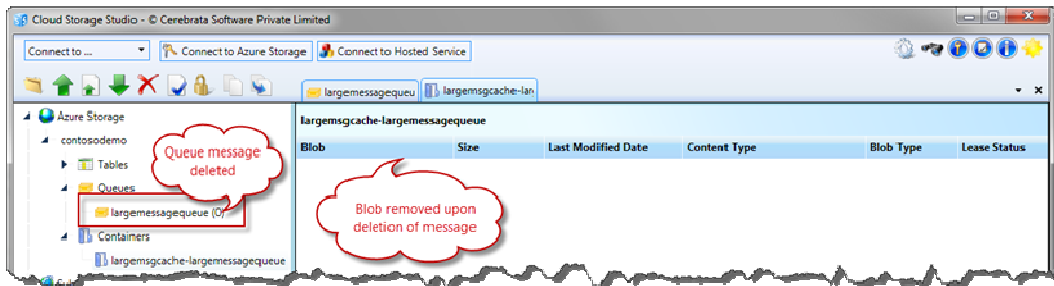 Cloud Storage Studio - © Cerebrata Software Private Limited
Connect to ... Connect to Azure Storage Connect to Hosted Service
largemessagequeu largemsgcache-lar
Azure Storage
contosodemo
Tables
Queues
largemessagequeue (0)
Containers
largemsgcache-largemessagequeue
Queue message
deleted
largemsgcache-largemessagequeue
Blob Size Last Modified Date Content Type Blob Type Lease Status
Blob removed upon
deletion of message